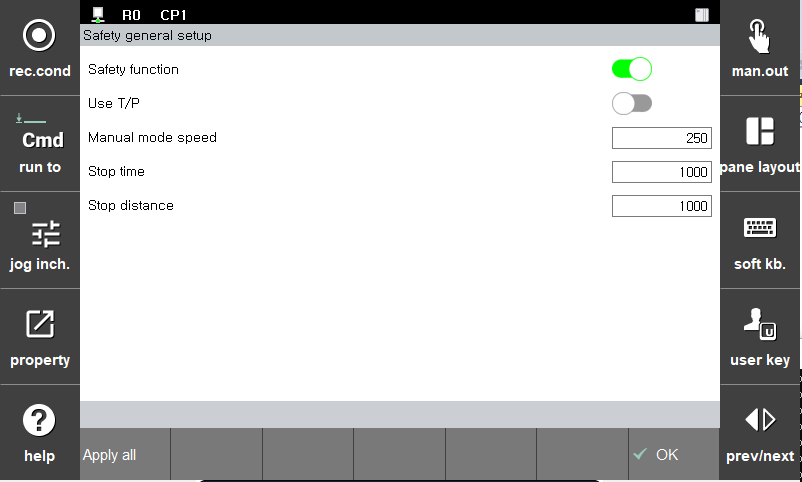 R0 CP1
Safety general setup
rec.cond
Safety function
man.out
Use T/P
Cmd
Manual mode speed 250
run to
Stop time 1000
pane layout
Stop distance 1000
jog inch.
soft kb.
property
U
user key
?
help
Apply all
OK
prev/next